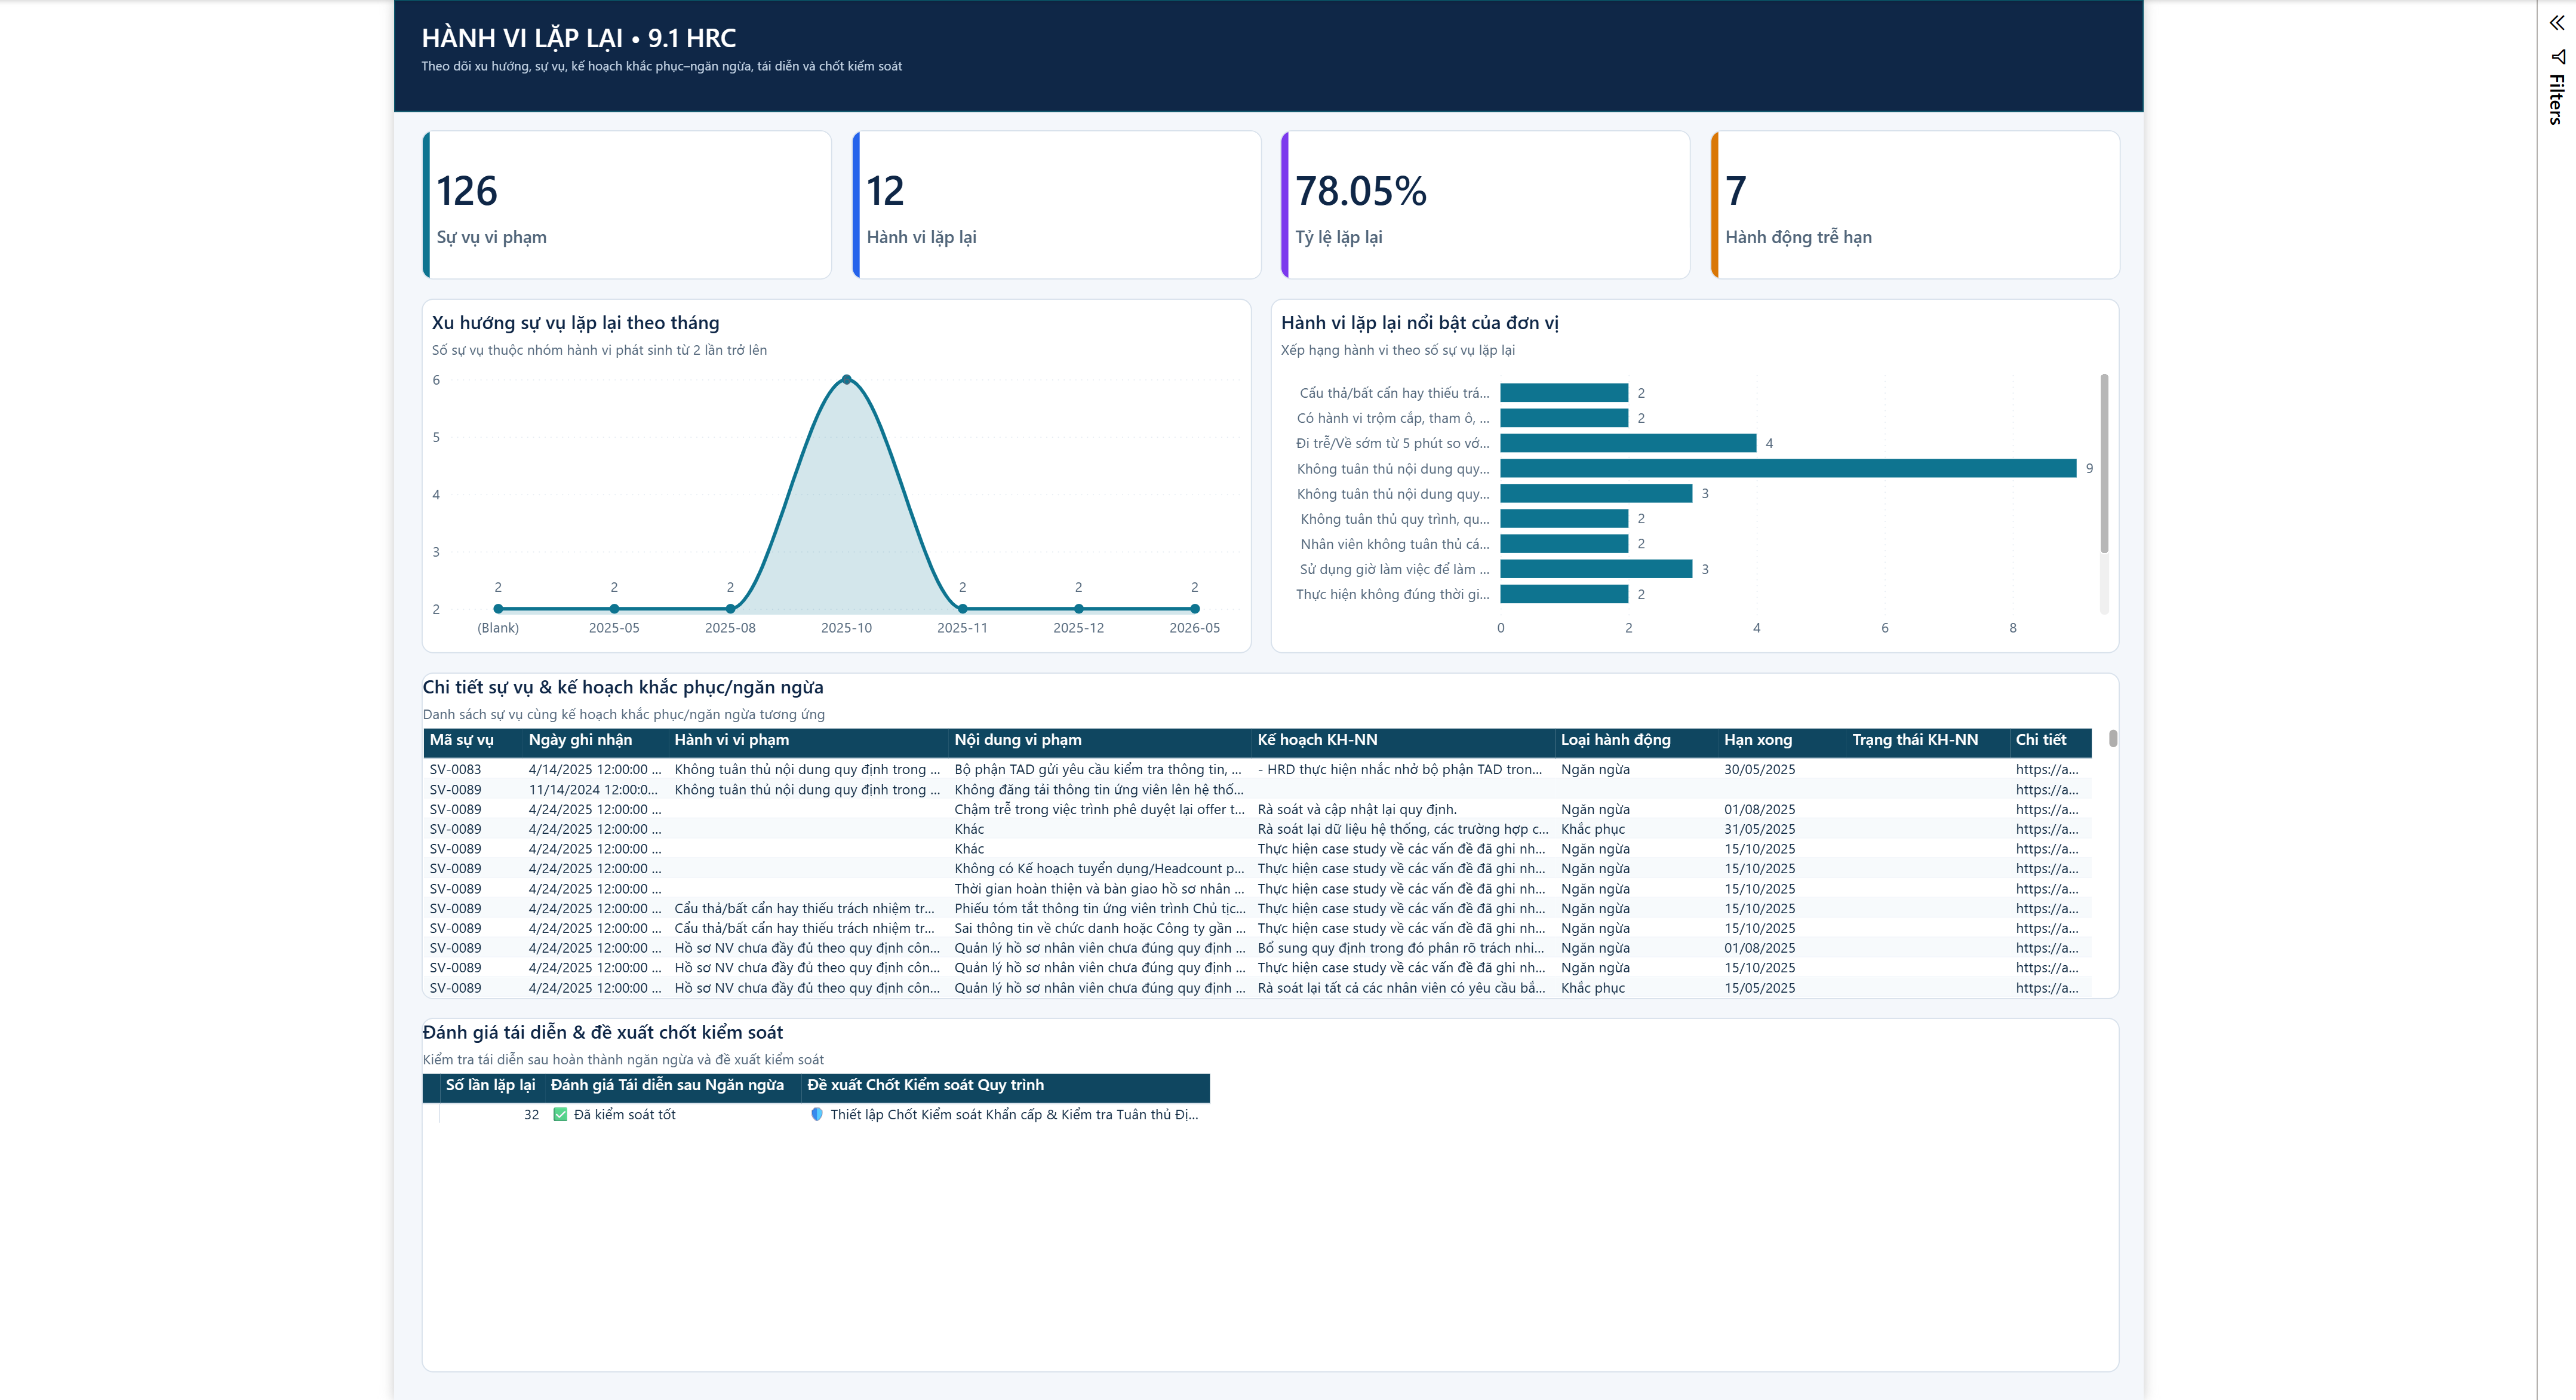 HÀNH VI LẶP LẠI • 9.1 HRC
Theo dõi xu hướng, sự vụ, kế hoạch khắc phục–ngăn ngừa, tái diễn và chốt kiểm soát
Filters
126
Sự vụ vi phạm
12
Hành vi lặp lại
78.05%
Tỷ lệ lặp lại
7
Hành động trễ hạn
Xu hướng sự vụ lặp lại theo tháng
Số sự vụ thuộc nhóm hành vi phát sinh từ 2 lần trở lên
6
5
4
3
2
2 2 2 2 2 2
(Blank) 2025-05 2025-08 2025-10 2025-11 2025-12 2026-05
Hành vi lặp lại nổi bật của đơn vị
Xếp hạng hành vi theo số sự vụ lặp lại
Cẩu thả/bất cẩn hay thiếu trá... 2
Có hành vi trộm cắp, tham ô, ... 2
Đi trễ/Về sớm từ 5 phút so vớ... 4
Không tuân thủ nội dung quy... 9
Không tuân thủ nội dung quy... 3
Không tuân thủ quy trình, qu... 2
Nhân viên không tuân thủ cá... 2
Sử dụng giờ làm việc để làm ... 3
Thực hiện không đúng thời gi... 2
0 2 4 6 8
Chi tiết sự vụ & kế hoạch khắc phục/ngăn ngừa
Danh sách sự vụ cùng kế hoạch khắc phục/ngăn ngừa tương ứng
Mã sự vụ Ngày ghi nhận Hành vi vi phạm Nội dung vi phạm Kế hoạch KH-NN Loại hành động Hạn xong Trạng thái KH-NN Chi tiết
SV-0083 4/14/2025 12:00:00 ... Không tuân thủ nội dung quy định trong ... Bộ phận TAD gửi yêu cầu kiểm tra thông tin, ... - HRD thực hiện nhắc nhở bộ phận TAD tron... Ngăn ngừa 30/05/2025 https://a...
SV-0089 11/14/2024 12:00:0... Không tuân thủ nội dung quy định trong ... Không đăng tải thông tin ứng viên lên hệ thố... https://a...
SV-0089 4/24/2025 12:00:00 ... Chậm trễ trong việc trình phê duyệt lại offer t... Rà soát và cập nhật lại quy định. Ngăn ngừa 01/08/2025 https://a...
SV-0089 4/24/2025 12:00:00 ... Khác Rà soát lại dữ liệu hệ thống, các trường hợp c... Khắc phục 31/05/2025 https://a...
SV-0089 4/24/2025 12:00:00 ... Khác Thực hiện case study về các vấn đề đã ghi nh... Ngăn ngừa 15/10/2025 https://a...
SV-0089 4/24/2025 12:00:00 ... Không có Kế hoạch tuyển dụng/Headcount p... Thực hiện case study về các vấn đề đã ghi nh... Ngăn ngừa 15/10/2025 https://a...
SV-0089 4/24/2025 12:00:00 ... Thời gian hoàn thiện và bàn giao hồ sơ nhân ... Thực hiện case study về các vấn đề đã ghi nh... Ngăn ngừa 15/10/2025 https://a...
SV-0089 4/24/2025 12:00:00 ... Cẩu thả/bất cẩn hay thiếu trách nhiệm tr... Phiếu tóm tắt thông tin ứng viên trình Chủ tịc... Thực hiện case study về các vấn đề đã ghi nh... Ngăn ngừa 15/10/2025 https://a...
SV-0089 4/24/2025 12:00:00 ... Cẩu thả/bất cẩn hay thiếu trách nhiệm tr... Sai thông tin về chức danh hoặc Công ty gần ... Thực hiện case study về các vấn đề đã ghi nh... Ngăn ngừa 15/10/2025 https://a...
SV-0089 4/24/2025 12:00:00 ... Hồ sơ NV chưa đầy đủ theo quy định côn... Quản lý hồ sơ nhân viên chưa đúng quy định ... Bổ sung quy định trong đó phân rõ trách nhi... Ngăn ngừa 01/08/2025 https://a...
SV-0089 4/24/2025 12:00:00 ... Hồ sơ NV chưa đầy đủ theo quy định côn... Quản lý hồ sơ nhân viên chưa đúng quy định ... Thực hiện case study về các vấn đề đã ghi nh... Ngăn ngừa 15/10/2025 https://a...
SV-0089 4/24/2025 12:00:00 ... Hồ sơ NV chưa đầy đủ theo quy định côn... Quản lý hồ sơ nhân viên chưa đúng quy định ... Rà soát lại tất cả các nhân viên có yêu cầu bả... Khắc phục 15/05/2025 https://a...
Đánh giá tái diễn & đề xuất chốt kiểm soát
Kiểm tra tái diễn sau hoàn thành ngăn ngừa và đề xuất kiểm soát
Số lần lặp lại Đánh giá Tái diễn sau Ngăn ngừa Đề xuất Chốt Kiểm soát Quy trình
32 ✅ Đã kiểm soát tốt 🛡️ Thiết lập Chốt Kiểm soát Khẩn cấp & Kiểm tra Tuân thủ Đị...